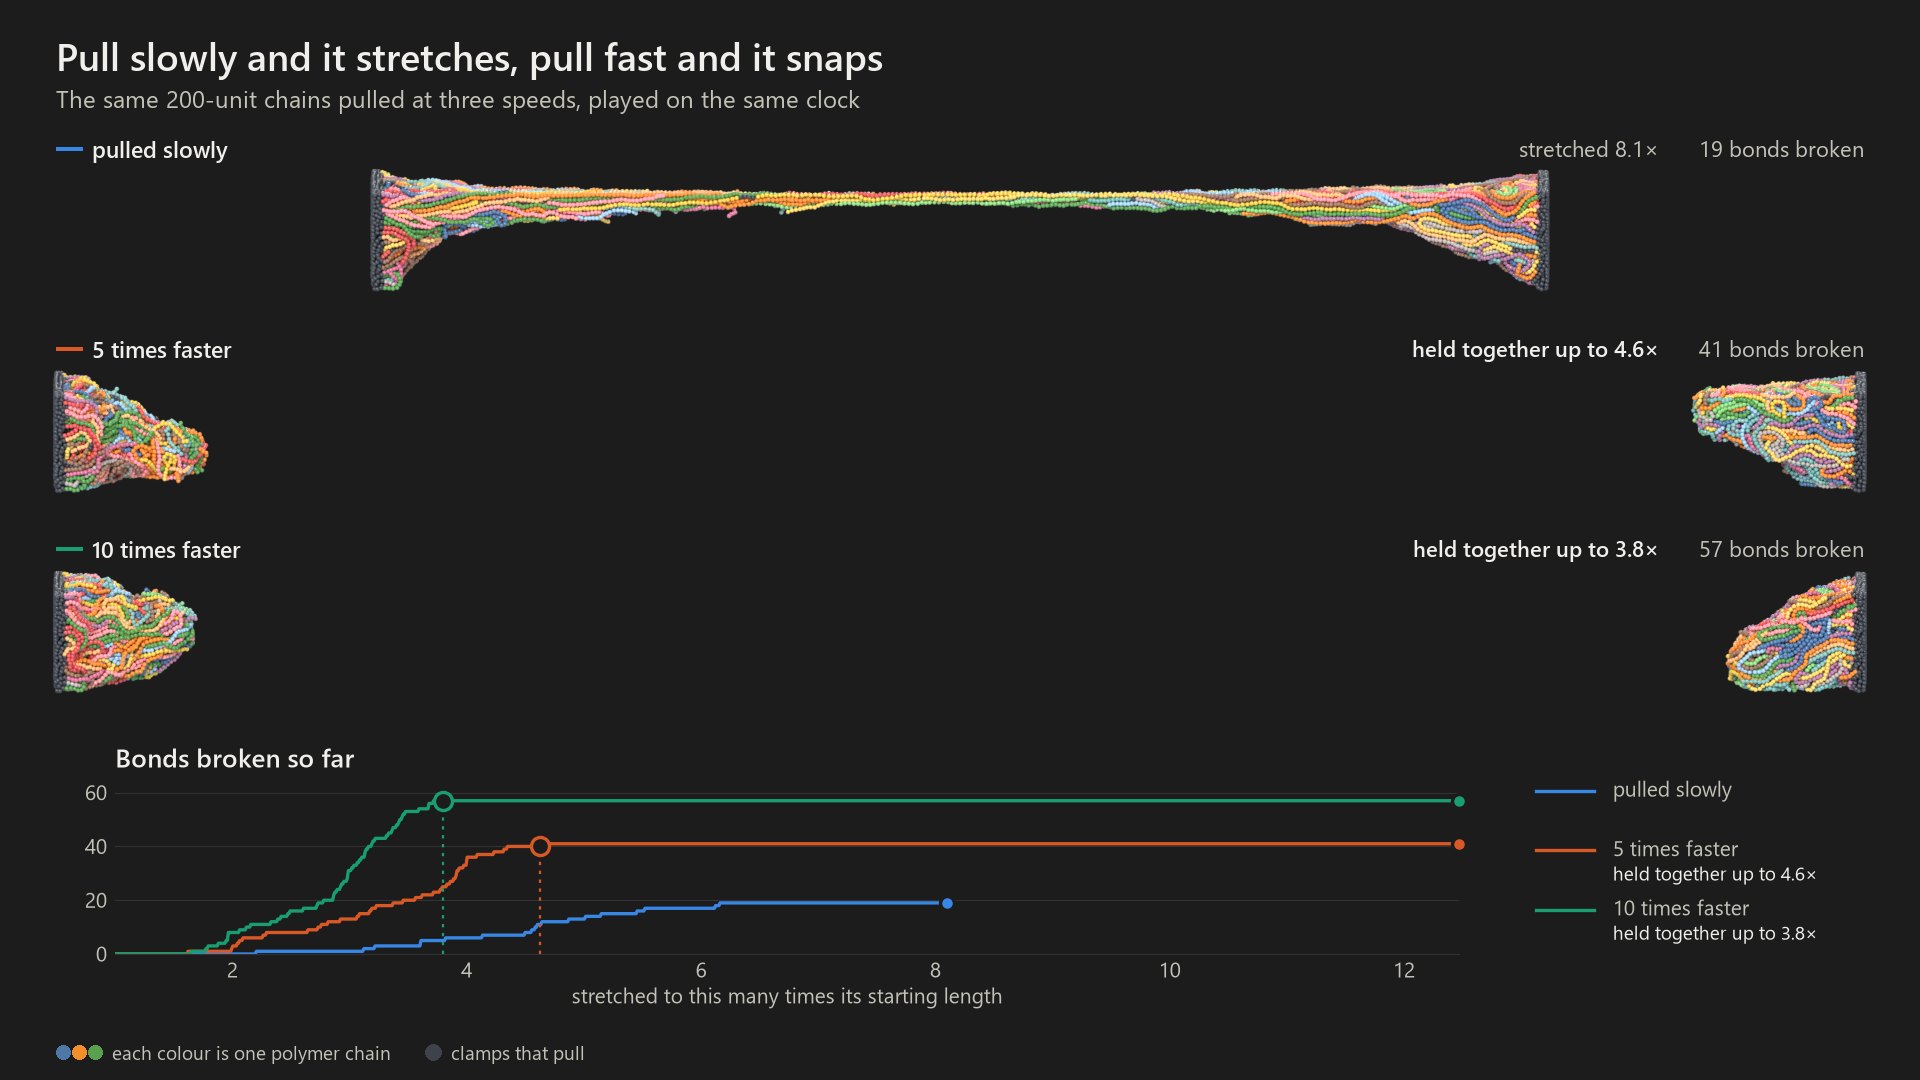 Pull slowly and it stretches, pull fast and it snaps
The same 200-unit chains pulled at three speeds, played on the same clock
pulled slowly
stretched 8.1×
19 bonds broken
5 times faster
held together up to 4.6×
41 bonds broken
10 times faster
held together up to 3.8×
57 bonds broken
Bonds broken so far
60
40
20
0
2
4
6
8
10
12
stretched to this many times its starting length
pulled slowly
5 times faster
held together up to 4.6×
10 times faster
held together up to 3.8×
each colour is one polymer chain
clamps that pull